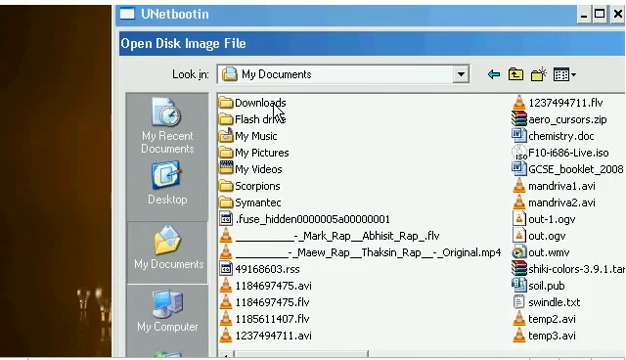 UNetbootin
Open Disk Image File
Look in:
My Documents
My Recent
Documents
Desktop
My Documents
My Computer
Downloads
Flash drive
My Music
My Pictures
My Videos
Scorpions
Symantec
.fuse_hidden0000005a00000001
__________-_Mark_Rap__Abhisit_Rap_.flv
__________-_Maew_Rap__Thaksin_Rap__-_Original.mp4
49168603.rss
1184697475.avi
1184697475.flv
1185611407.flv
1237494711.avi
1237494711.flv
aero_cursors.zip
chemistry.doc
F10-i686-Live.iso
GCSE_booklet_2008
mandriva1.avi
mandriva2.avi
out-1.ogv
out.ogv
out.wmv
shiki-colors-3.9.1.tar
soil.pub
swindle.txt
temp2.avi
temp3.avi